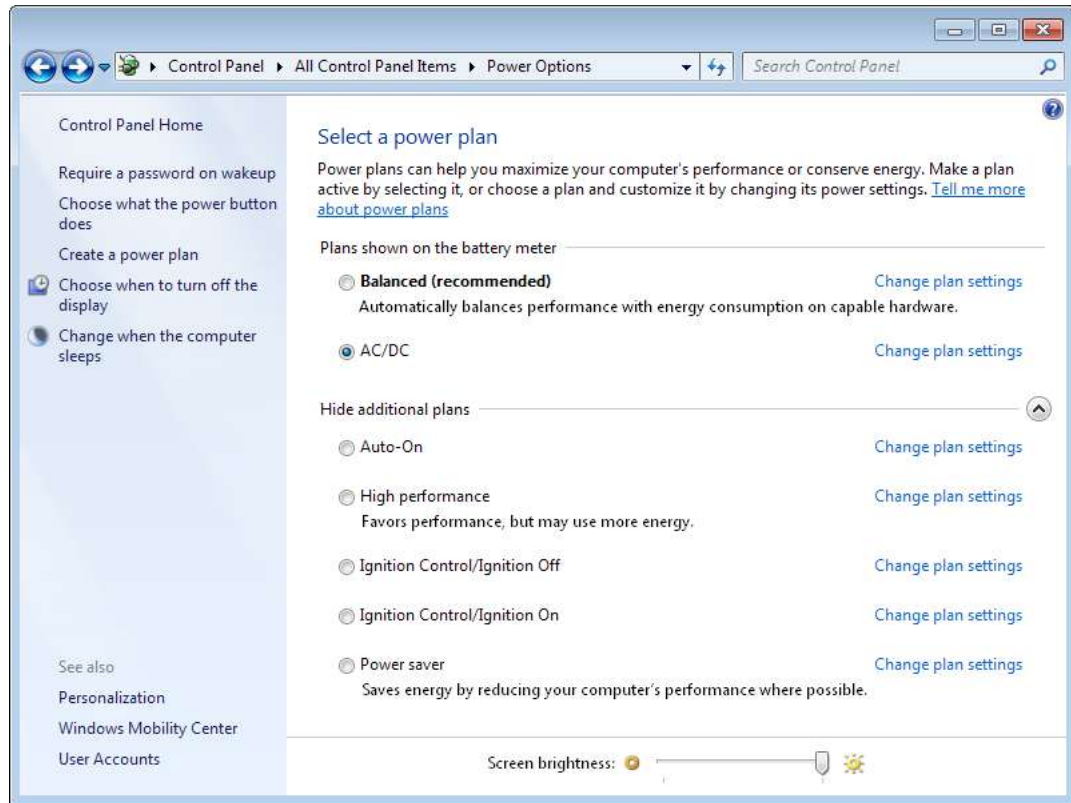 Control Panel
All Control Panel Items
Power Options
Search Control Panel
Control Panel Home
Require a password on wakeup
Choose what the power button
does
Create a power plan
Choose when to turn off the
display
Change when the computer
sleeps
See also
Personalization
Windows Mobility Center
User Accounts
Select a power plan
Power plans can help you maximize your computer's performance or conserve energy. Make a plan
active by selecting it, or choose a plan and customize it by changing its power settings. Tell me more
about power plans
Plans shown on the battery meter
Balanced (recommended) Change plan settings
Automatically balances performance with energy consumption on capable hardware.
AC/DC Change plan settings
Hide additional plans
Auto-On Change plan settings
High performance Change plan settings
Favors performance, but may use more energy.
Ignition Control/Ignition Off Change plan settings
Ignition Control/Ignition On Change plan settings
Power saver Change plan settings
Saves energy by reducing your computer's performance where possible.
Screen brightness: